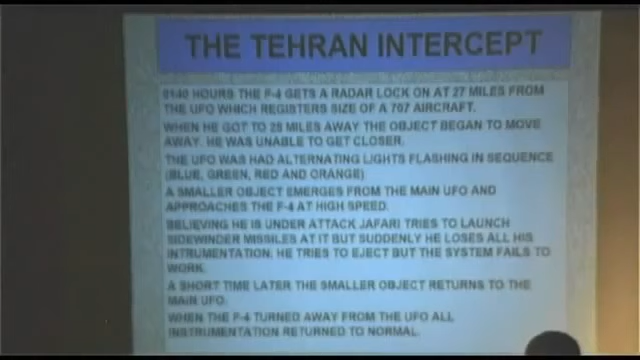 THE TEHRAN INTERCEPT
0140 HOURS THE F-4 GETS A RADAR LOCK ON AT 27 MILES FROM
THE UFO WHICH REGISTERS SIZE OF A 707 AIRCRAFT.
WHEN HE GOT TO 25 MILES AWAY THE OBJECT BEGAN TO MOVE
AWAY. HE WAS UNABLE TO GET CLOSER.
THE UFO WAS HAD ALTERNATING LIGHTS FLASHING IN SEQUENCE
(BLUE, GREEN, RED AND ORANGE)
A SMALLER OBJECT EMERGES FROM THE MAIN UFO AND
APPROACHES THE F-4 AT HIGH SPEED.
BELIEVING HE IS UNDER ATTACK JAFARI TRIES TO LAUNCH
SIDEWINDER MISSILES AT IT BUT SUDDENLY HE LOSES ALL HIS
INTRUMENTATION. HE TRIES TO EJECT BUT THE SYSTEM FAILS TO
WORK.
A SHORT TIME LATER THE SMALLER OBJECT RETURNS TO THE
MAIN UFO.
WHEN THE F-4 TURNED AWAY FROM THE UFO ALL
INSTRUMENTATION RETURNED TO NORMAL.